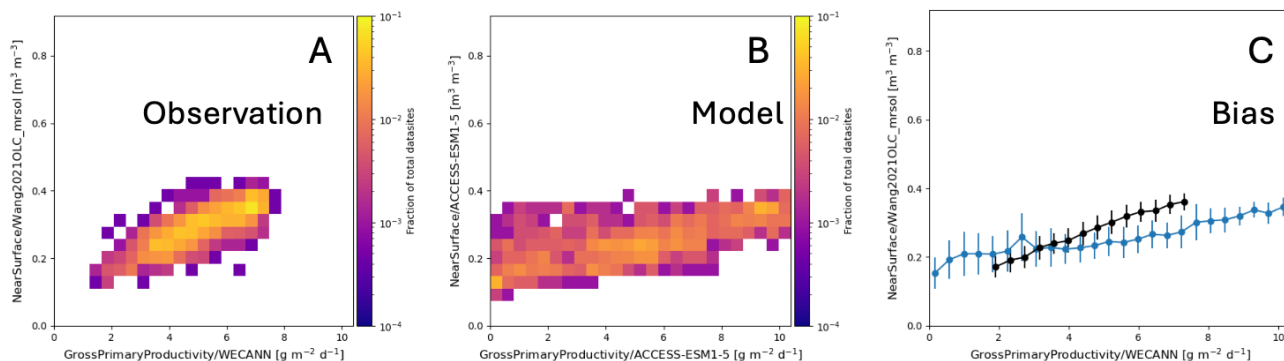 A
Observation
NearSurface/Wang2021OLC_mrsol [m³ m⁻³]
0.8
0.6
0.4
0.2
0.0
0
2
4
6
8
10
GrossPrimaryProductivity/WECANN [g m⁻² d⁻¹]
10⁻¹
10⁻²
10⁻³
10⁻⁴
Fraction of total datasites
B
Model
NearSurface/ACCESS-ESM1-5 [m³ m⁻³]
0.8
0.6
0.4
0.2
0.0
0
2
4
6
8
10
GrossPrimaryProductivity/ACCESS-ESM1-5 [g m⁻² d⁻¹]
10⁻¹
10⁻²
10⁻³
10⁻⁴
Fraction of total datasites
C
Bias
NearSurface/Wang2021OLC_mrsol [m³ m⁻³]
0.8
0.6
0.4
0.2
0.0
0
2
4
6
8
10
GrossPrimaryProductivity/WECANN [g m⁻² d⁻¹]